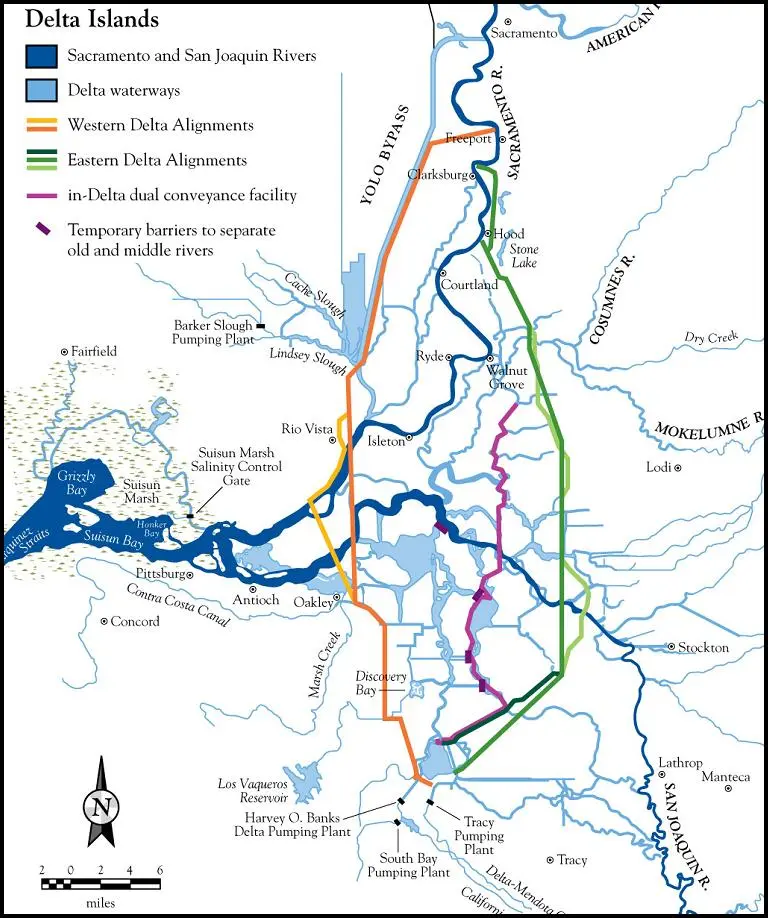 Delta Islands
Sacramento and San Joaquin Rivers
Delta waterways
Western Delta Alignments
Eastern Delta Alignments
in-Delta dual conveyance facility
Temporary barriers to separate
old and middle rivers
Sacramento
AMERICAN
SACRAMENTO R.
YOLO BYPASS
Freeport
Clarksburg
Hood
Stone
Lake
Courtland
COSUMNES R.
Cache Slough
Barker Slough
Pumping Plant
Lindsey Slough
Fairfield
Ryde
Walnut
Grove
Dry Creek
MOKELUMNE R
Rio Vista
Isleton
Lodi
Suisun Marsh
Salinity Control
Gate
Grizzly
Bay
Suisun
Marsh
Honker
Bay
Suisun Bay
quinez
Straits
Pittsburg
Antioch
Oakley
Contra Costa Canal
Concord
Marsh Creek
Stockton
Discovery
Bay
Los Vaqueros
Reservoir
Harvey O. Banks
Delta Pumping Plant
South Bay
Pumping Plant
Tracy
Pumping
Plant
Lathrop
Manteca
SAN JOAQUIN R.
Tracy
Delta-Mendota C
Californi
N
2 0 2 4 6
miles